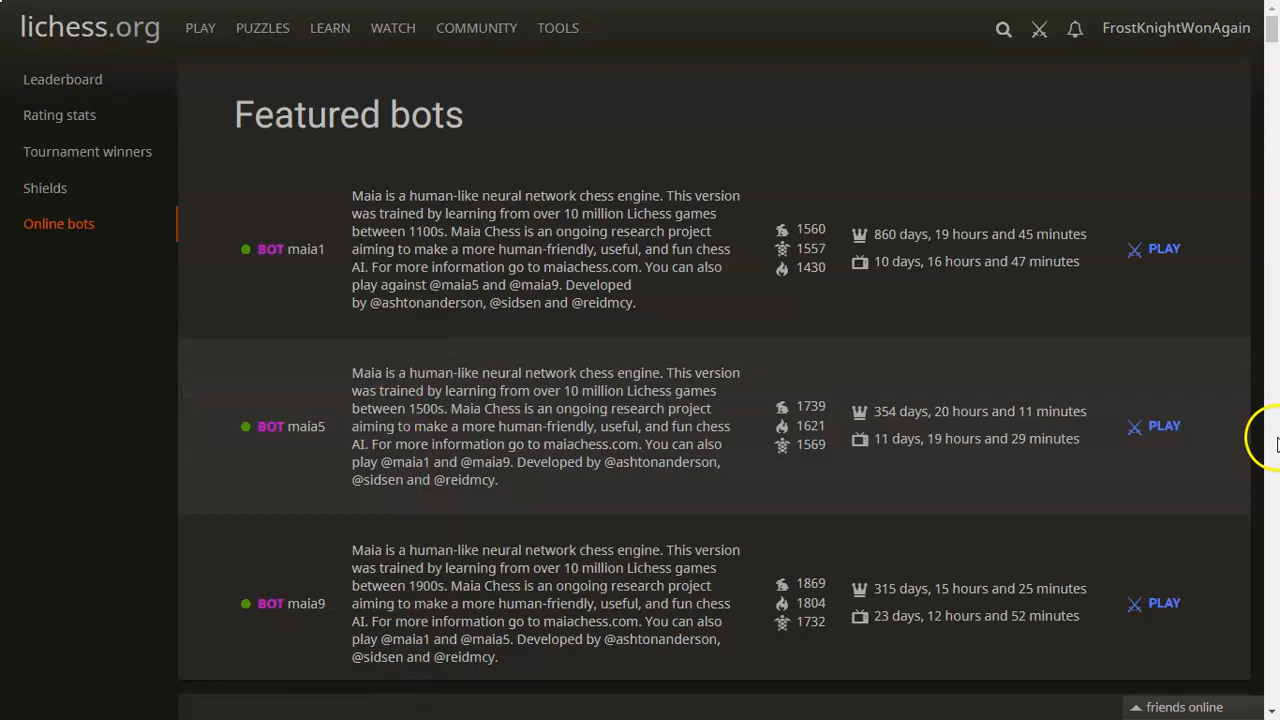 lichess.org PLAY PUZZLES LEARN WATCH COMMUNITY TOOLS FrostKnightWonAgain
Leaderboard
Rating stats
Tournament winners
Shields
Online bots
Featured bots
BOT maia1
Maia is a human-like neural network chess engine. This version
was trained by learning from over 10 million Lichess games
between 1100s. Maia Chess is an ongoing research project
aiming to make a more human-friendly, useful, and fun chess
AI. For more information go to maiachess.com. You can also
play against @maia5 and @maia9. Developed
by @ashtonanderson, @sidsen and @reidmcy.
1560
1557
1430
860 days, 19 hours and 45 minutes
10 days, 16 hours and 47 minutes
PLAY
BOT maia5
Maia is a human-like neural network chess engine. This version
was trained by learning from over 10 million Lichess games
between 1500s. Maia Chess is an ongoing research project
aiming to make a more human-friendly, useful, and fun chess
AI. For more information go to maiachess.com. You can also
play @maia1 and @maia9. Developed by @ashtonanderson,
@sidsen and @reidmcy.
1739
1621
1569
354 days, 20 hours and 11 minutes
11 days, 19 hours and 29 minutes
PLAY
BOT maia9
Maia is a human-like neural network chess engine. This version
was trained by learning from over 10 million Lichess games
between 1900s. Maia Chess is an ongoing research project
aiming to make a more human-friendly, useful, and fun chess
AI. For more information go to maiachess.com. You can also
play @maia1 and @maia5. Developed by @ashtonanderson,
@sidsen and @reidmcy.
1869
1804
1732
315 days, 15 hours and 25 minutes
23 days, 12 hours and 52 minutes
PLAY
friends online